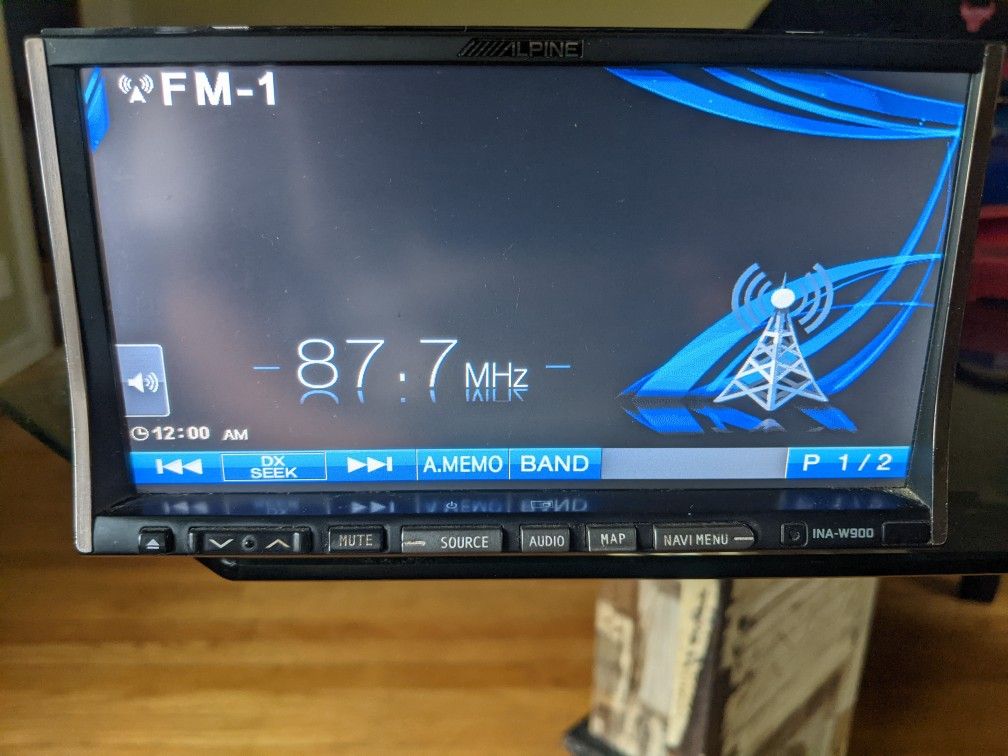 ALPINE
FM-1
87.7 MHz
12:00 AM
DX
SEEK
A.MEMO
BAND
P 1/2
MUTE
SOURCE
AUDIO
MAP
NAVI MENU
INA-W900